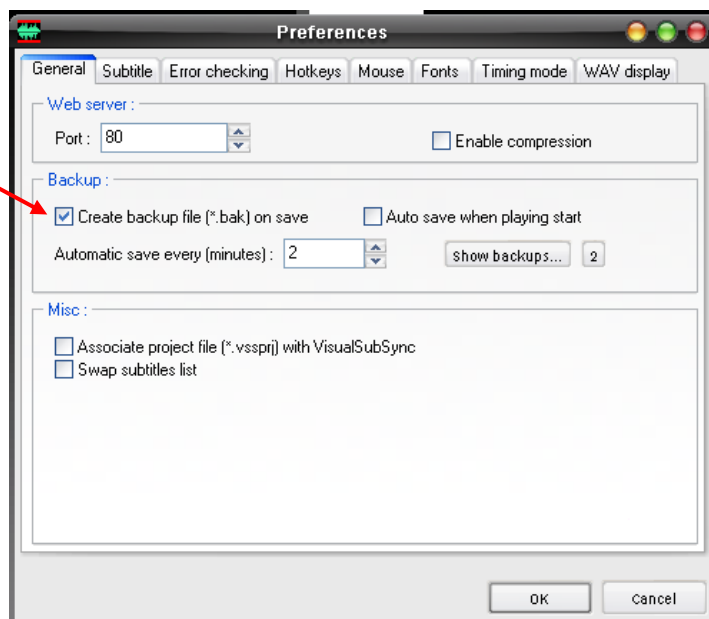 Preferences
General Subtitle Error checking Hotkeys Mouse Fonts Timing mode WAV display
Web server :
Port : 80 Enable compression
Backup :
Create backup file (*.bak) on save Auto save when playing start
Automatic save every (minutes) : 2 Show backups... 2
Misc :
Associate project file (*.vssprj) with VisualSubSync
Swap subtitles list
OK Cancel